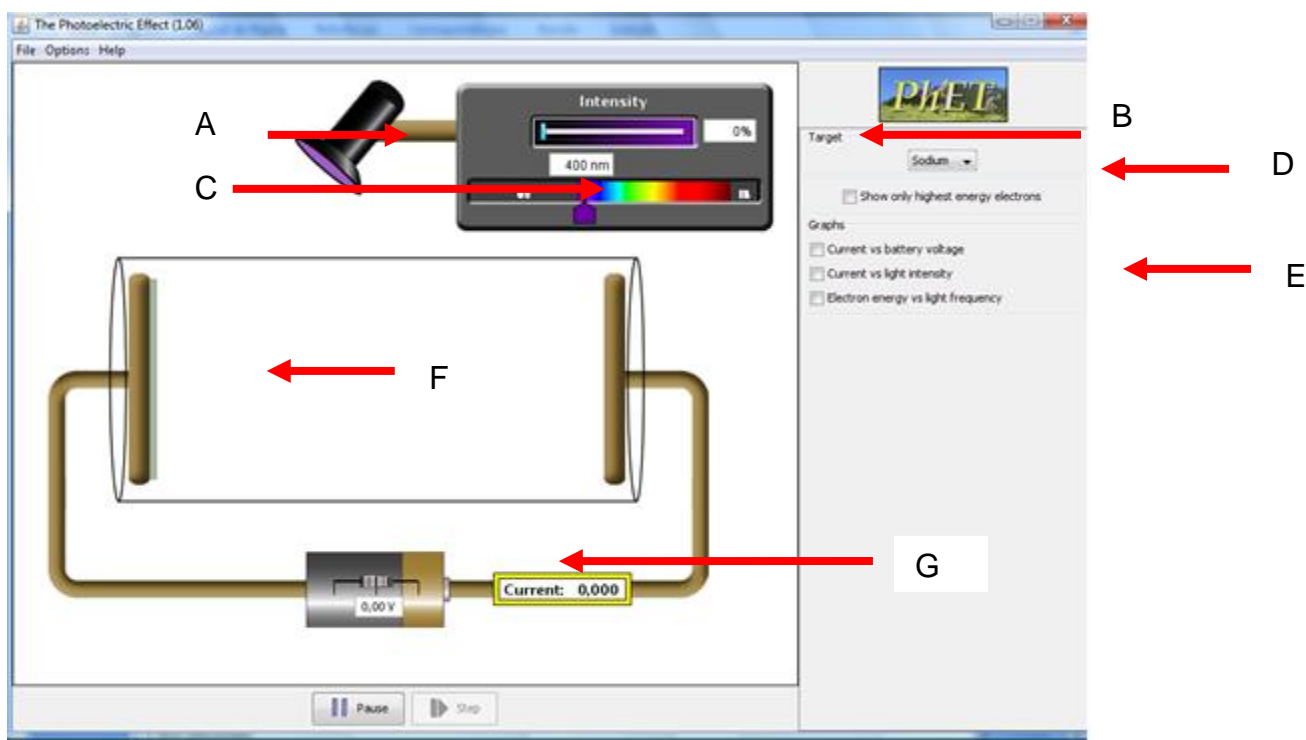 The Photoelectric Effect (1.06)
File Options Help
Intensity
0%
400 nm
A
B
C
D
E
F
G
PhET
Target
Sodium
Show only highest energy electrons
Graphs
Current vs battery voltage
Current vs light intensity
Electron energy vs light frequency
0,00 V
Current: 0,000
Pause
Step